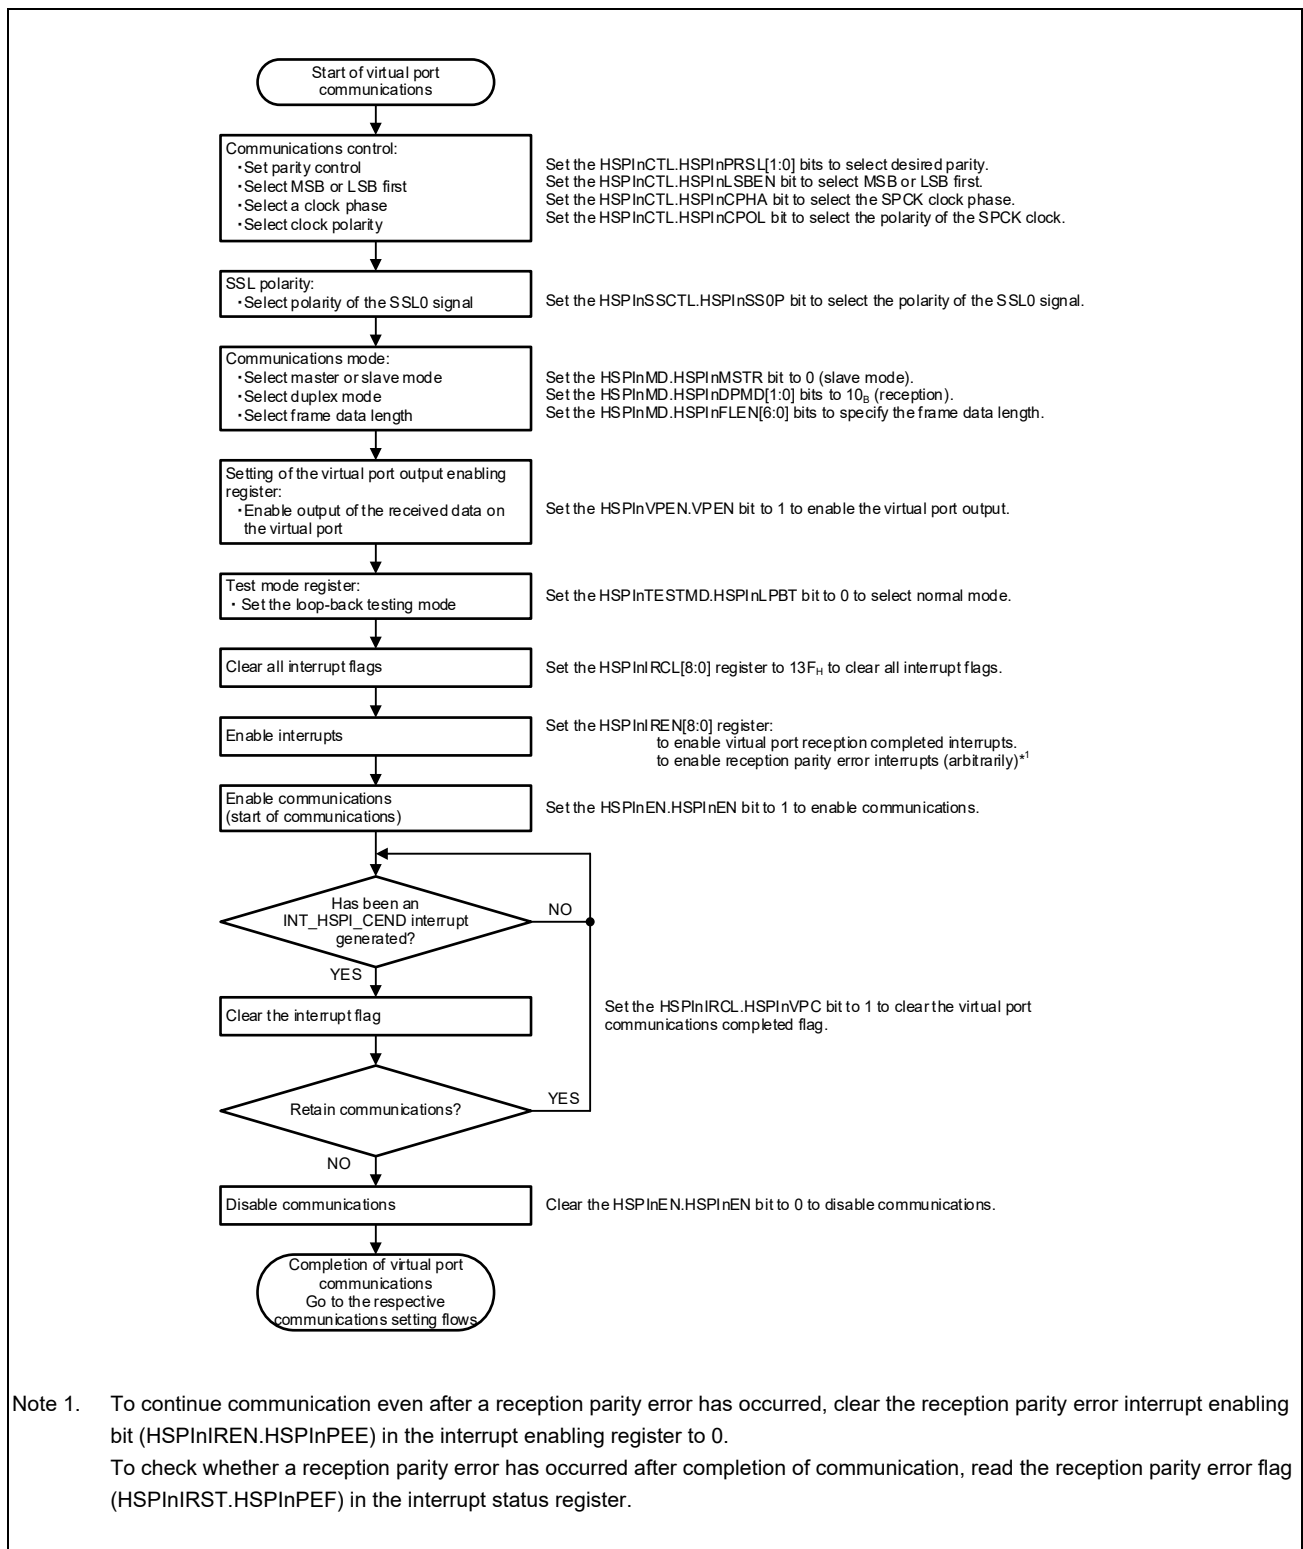 Start of virtual port
communications
Communications control:
・Set parity control
・Select MSB or LSB first
・Select a clock phase
・Select clock polarity
Set the HSPInCTL.HSPInPRSL[1:0] bits to select desired parity.
Set the HSPInCTL.HSPInLSBEN bit to select MSB or LSB first.
Set the HSPInCTL.HSPInCPHA bit to select the SPCK clock phase.
Set the HSPInCTL.HSPInCPOL bit to select the polarity of the SPCK clock.
SSL polarity:
・Select polarity of the SSL0 signal
Set the HSPInSSCTL.HSPInSS0P bit to select the polarity of the SSL0 signal.
Communications mode:
・Select master or slave mode
・Select duplex mode
・Select frame data length
Set the HSPInMD.HSPInMSTR bit to 0 (slave mode).
Set the HSPInMD.HSPInDPMD[1:0] bits to 10B (reception).
Set the HSPInMD.HSPInFLEN[6:0] bits to specify the frame data length.
Setting of the virtual port output enabling
register:
・Enable output of the received data on
the virtual port
Set the HSPInVPEN.VPEN bit to 1 to enable the virtual port output.
Test mode register:
・ Set the loop-back testing mode
Set the HSPInTESTMD.HSPInLPBT bit to 0 to select normal mode.
Clear all interrupt flags
Set the HSPInIRCL[8:0] register to 13FH to clear all interrupt flags.
Enable interrupts
Set the HSPInIREN[8:0] register:
to enable virtual port reception completed interrupts.
to enable reception parity error interrupts (arbitrarily)*1
Enable communications
(start of communications)
Set the HSPInEN.HSPInEN bit to 1 to enable communications.
Has been an
INT_HSPI_CEND interrupt
generated?
NO
YES
Clear the interrupt flag
Set the HSPInIRCL.HSPInVPC bit to 1 to clear the virtual port
communications completed flag.
Retain communications?
YES
NO
Disable communications
Clear the HSPInEN.HSPInEN bit to 0 to disable communications.
Completion of virtual port
communications
Go to the respective
communications setting flows
Note 1. To continue communication even after a reception parity error has occurred, clear the reception parity error interrupt enabling
bit (HSPInIREN.HSPInPEE) in the interrupt enabling register to 0.
To check whether a reception parity error has occurred after completion of communication, read the reception parity error flag
(HSPInIRST.HSPInPEF) in the interrupt status register.